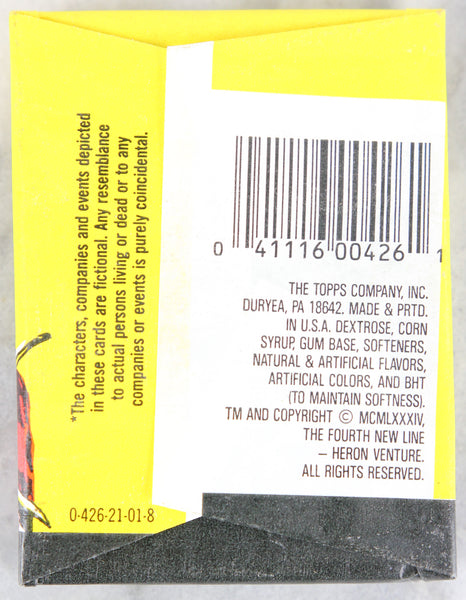 *The characters, companies and events depicted
in these cards are fictional. Any resemblance
to actual persons living or dead or to any
companies or events is purely coincidental.
0 41116 00426 1
THE TOPPS COMPANY, INC.
DURYEA, PA 18642. MADE & PRTD.
IN U.S.A. DEXTROSE, CORN
SYRUP, GUM BASE, SOFTENERS,
NATURAL & ARTIFICIAL FLAVORS,
ARTIFICIAL COLORS, AND BHT
(TO MAINTAIN SOFTNESS).
TM AND COPYRIGHT © MCMLXXXIV,
THE FOURTH NEW LINE
– HERON VENTURE.
ALL RIGHTS RESERVED.
0-426-21-01-8